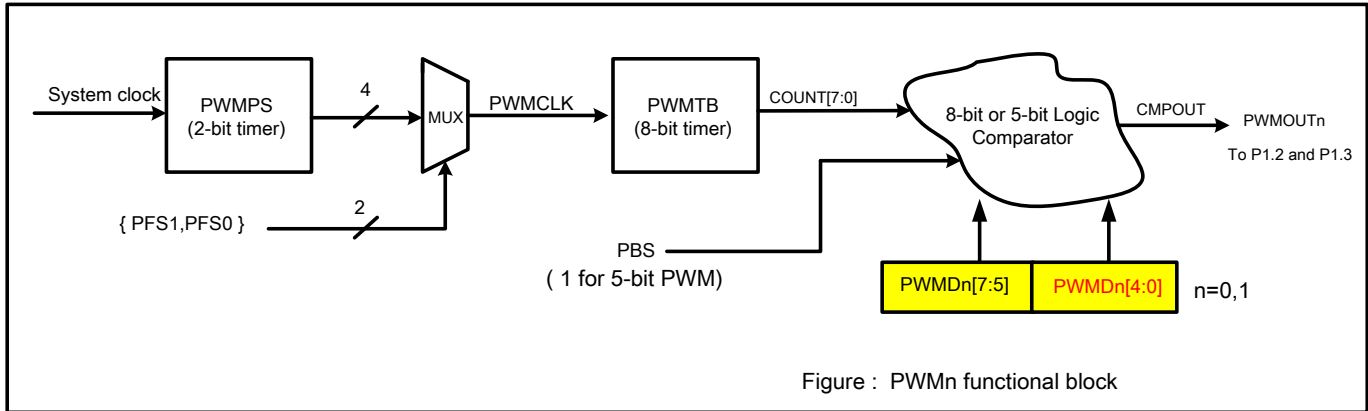 System clock
PWMPS
(2-bit timer)
4
MUX
PWMCLK
PWMTB
(8-bit timer)
COUNT[7:0]
8-bit or 5-bit Logic
Comparator
CMPOUT
PWMOUTn
To P1.2 and P1.3
{ PFS1,PFS0 }
2
PBS
( 1 for 5-bit PWM)
PWMDn[7:5]
PWMDn[4:0]
n=0,1
Figure : PWMn functional block